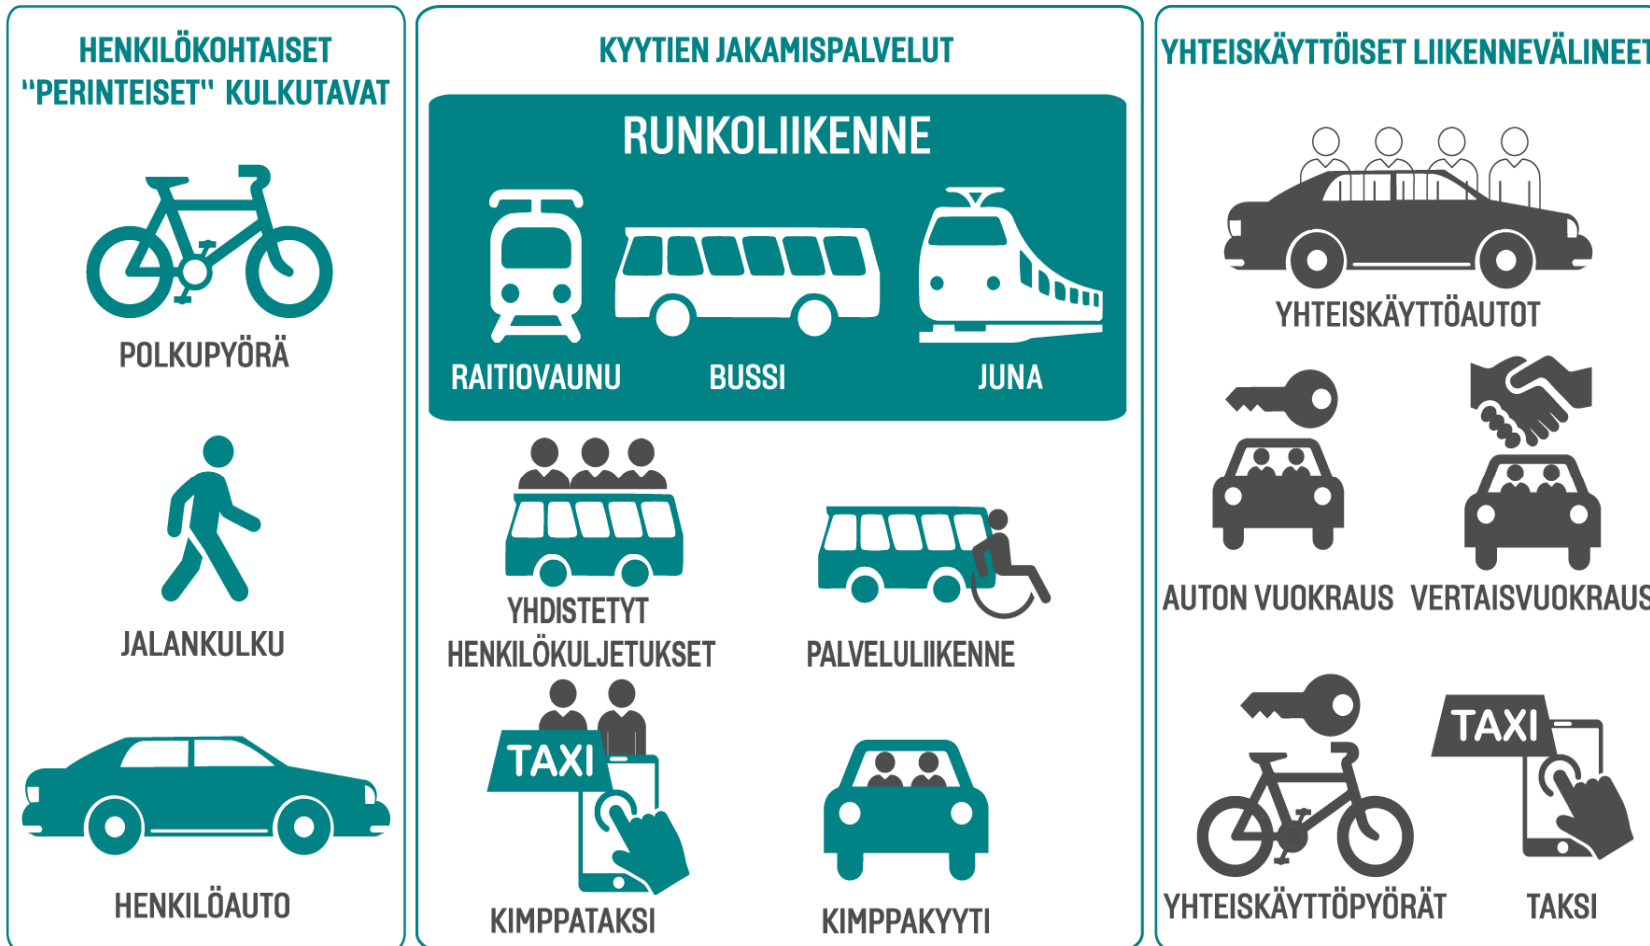 HENKILÖKOHTAISET
"PERINTEISET" KULKUTAVAT
POLKUPYÖRÄ
JALANKULKU
HENKILÖAUTO
KYYTIEN JAKAMISPALVELUT
RUNKOLIIKENNE
RAITIOVAUNU
BUSSI
JUNA
YHDISTETYT
HENKILÖKULJETUKSET
PALVELULIIKENNE
TAXI
KIMPPATAKSI
KIMPPAKYYTI
YHTEISKÄYTTÖISET LIIKENNEVÄLINEET
YHTEISKÄYTTÖAUTOT
AUTON VUOKRAUS
VERTAISVUOKRAUS
YHTEISKÄYTTÖPYÖRÄT
TAXI
TAKSI